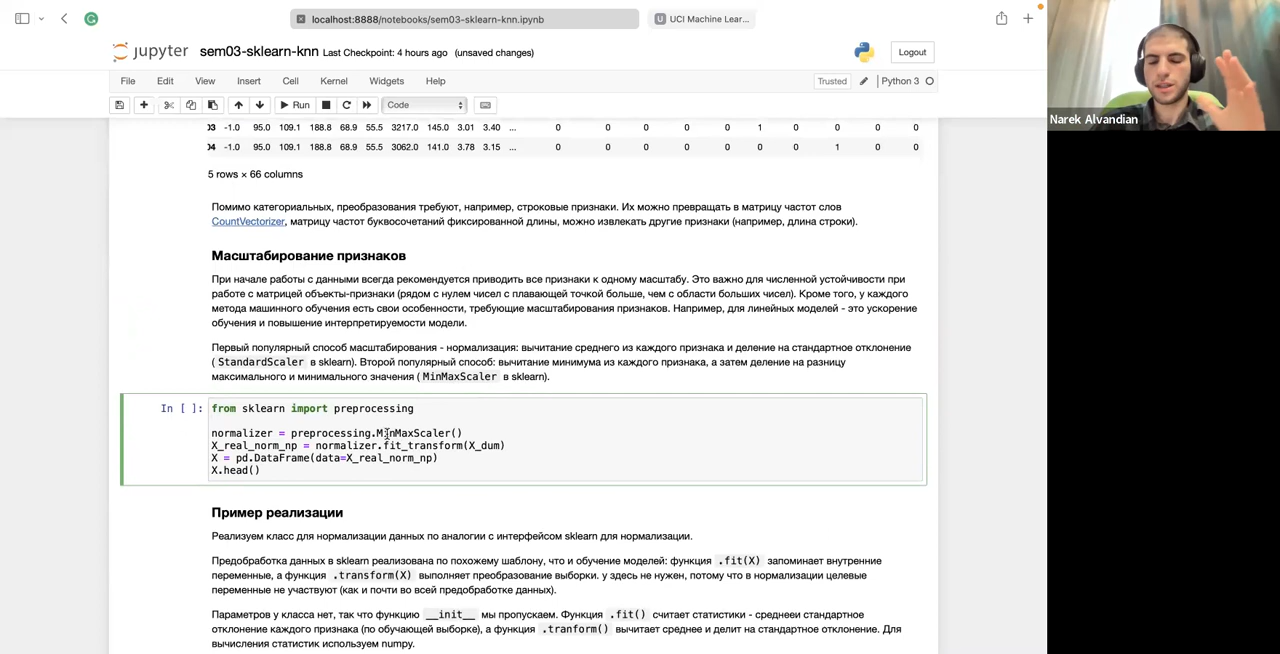 localhost:8888/notebooks/sem03-sklearn-knn.ipynb
UCI Machine Lear...
jupyter sem03-sklearn-knn Last Checkpoint: 4 hours ago (unsaved changes)
Logout
File Edit View Insert Cell Kernel Widgets Help
Trusted Python 3
Run Code
Narek Alvandian
03 -1.0 95.0 109.1 188.8 68.9 55.5 3217.0 145.0 3.01 3.40 ... 0 0 0 0 1 0 0 0
04 -1.0 95.0 109.1 188.8 68.9 55.5 3062.0 141.0 3.78 3.15 ... 0 0 0 0 0 1 0 0
5 rows × 66 columns
Помимо категориальных, преобразования требуют, например, строковые признаки. Их можно превращать в матрицу частот слов
CountVectorizer, матрицу частот буквосочетаний фиксированной длины, можно извлекать другие признаки (например, длина строки).
Масштабирование признаков
При начале работы с данными всегда рекомендуется приводить все признаки к одному масштабу. Это важно для численной устойчивости при
работе с матрицей объекты-признаки (рядом с нулем чисел с плавающей точкой больше, чем с области больших чисел). Кроме того, у каждого
метода машинного обучения есть свои особенности, требующие масштабирования признаков. Например, для линейных моделей - это ускорение
обучения и повышение интерпретируемости модели.
Первый популярный способ масштабирования - нормализация: вычитание среднего из каждого признака и деление на стандартное отклонение
( StandardScaler в sklearn). Второй популярный способ: вычитание минимума из каждого признака, а затем деление на разницу
максимального и минимального значения ( MinMaxScaler в sklearn).
In [ ]: from sklearn import preprocessing
normalizer = preprocessing.MinMaxScaler()
X_real_norm_np = normalizer.fit_transform(X_dum)
X = pd.DataFrame(data=X_real_norm_np)
X.head()
Пример реализации
Реализуем класс для нормализации данных по аналогии с интерфейсом sklearn для нормализации.
Предобработка данных в sklearn реализована по похожему шаблону, что и обучение моделей: функция .fit(X) запоминает внутренние
переменные, а функция .transform(X) выполняет преобразование выборки. y здесь не нужен, потому что в нормализации целевые
переменные не участвуют (как и почти во всей предобработке данных).
Параметров у класса нет, так что функцию __init__ мы пропускаем. Функция .fit() считает статистики - среднееи стандартное
отклонение каждого признака (по обучающей выборке), а функция .tranform() вычитает среднее и делит на стандартное отклонение. Для
вычисления статистик используем numpy.